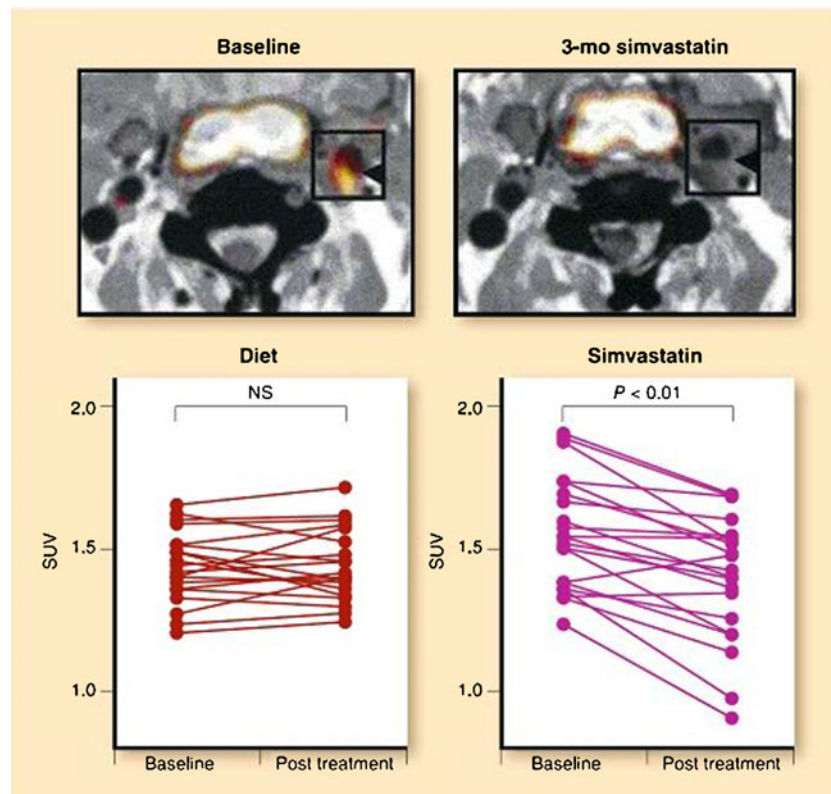 Baseline
3-mo simvastatin
Diet
NS
2.0
1.5
1.0
SUV
Baseline
Post treatment
Simvastatin
P < 0.01
2.0
1.5
1.0
SUV
Baseline
Post treatment